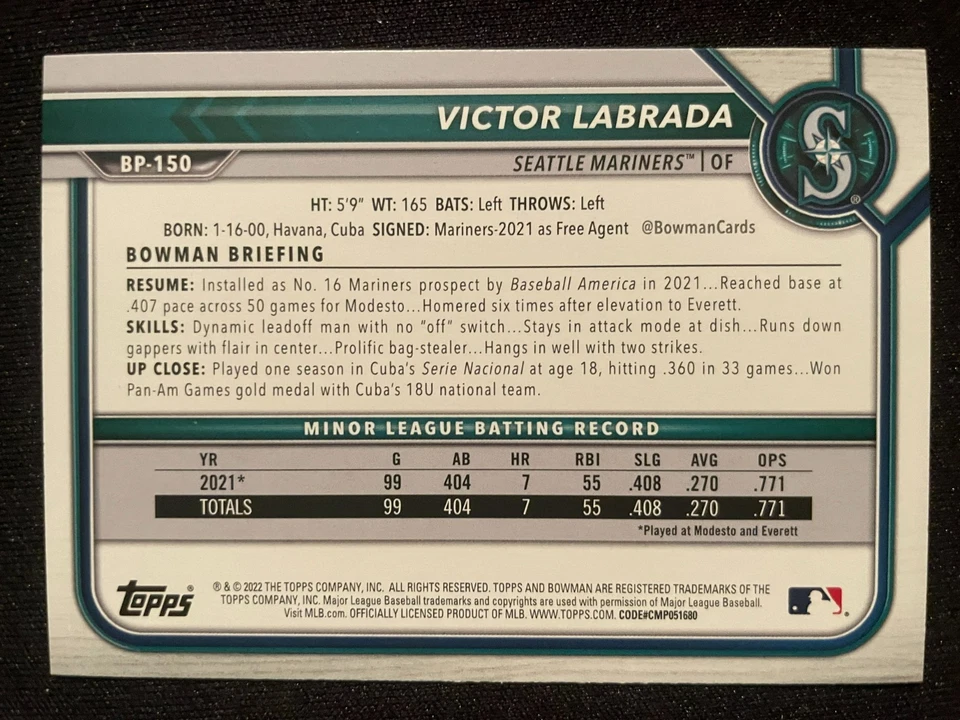 VICTOR LABRADA
BP-150
SEATTLE MARINERS™ | OF
S
®
HT: 5'9" WT: 165 BATS: Left THROWS: Left
BORN: 1-16-00, Havana, Cuba SIGNED: Mariners-2021 as Free Agent @BowmanCards
BOWMAN BRIEFING
RESUME: Installed as No. 16 Mariners prospect by Baseball America in 2021...Reached base at
.407 pace across 50 games for Modesto...Homered six times after elevation to Everett.
SKILLS: Dynamic leadoff man with no "off" switch...Stays in attack mode at dish...Runs down
gappers with flair in center...Prolific bag-stealer...Hangs in well with two strikes.
UP CLOSE: Played one season in Cuba's Serie Nacional at age 18, hitting .360 in 33 games...Won
Pan-Am Games gold medal with Cuba's 18U national team.
MINOR LEAGUE BATTING RECORD
YR G AB HR RBI SLG AVG OPS
2021* 99 404 7 55 .408 .270 .771
TOTALS 99 404 7 55 .408 .270 .771
*Played at Modesto and Everett
Topps®
® & © 2022 THE TOPPS COMPANY, INC. ALL RIGHTS RESERVED. TOPPS AND BOWMAN ARE REGISTERED TRADEMARKS OF THE
TOPPS COMPANY, INC. Major League Baseball trademarks and copyrights are used with permission of Major League Baseball.
Visit MLB.com. OFFICIALLY LICENSED PRODUCT OF MLB. WWW.TOPPS.COM. CODE#CMP051680
®